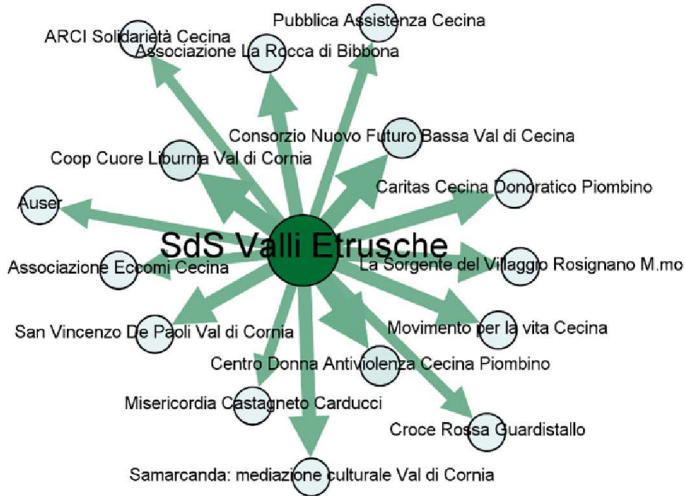 Pubblica Assistenza Cecina
ARCI Solidarietà Cecina
Associazione La Rocca di Bibbona
Consorzio Nuovo Futuro Bassa Val di Cecina
Coop Cuore Liburnia Val di Cornia
Caritas Cecina Donoratico Piombino
Auser
SdS Valli Etrusche
Associazione Eccomi Cecina
La Sorgente del Villaggio Rosignano M.mo
San Vincenzo De Paoli Val di Cornia
Movimento per la vita Cecina
Centro Donna Antiviolenza Cecina Piombino
Misericordia Castagneto Carducci
Croce Rossa Guardistallo
Samarcanda: mediazione culturale Val di Cornia